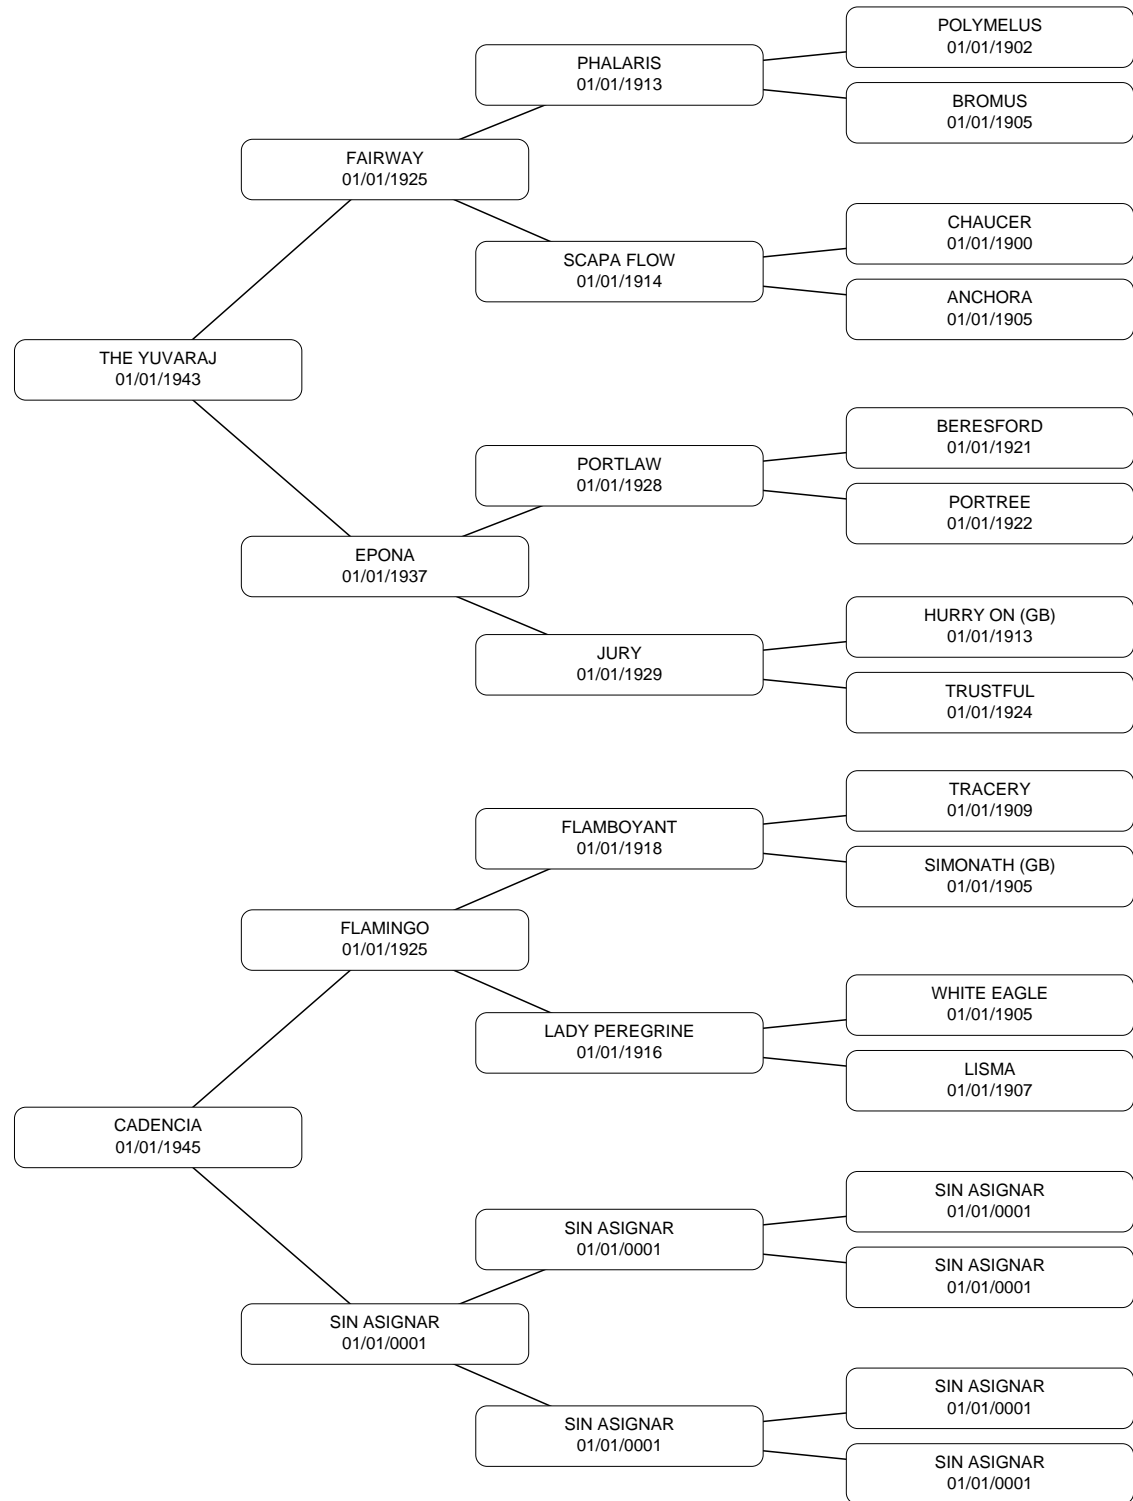 POLYMELUS
01/01/1902
PHALARIS
01/01/1913
BROMUS
01/01/1905
FAIRWAY
01/01/1925
CHAUCER
01/01/1900
SCAPA FLOW
01/01/1914
ANCHORA
01/01/1905
THE YUVARAJ
01/01/1943
BERESFORD
01/01/1921
PORTLAW
01/01/1928
PORTREE
01/01/1922
EPONA
01/01/1937
HURRY ON (GB)
01/01/1913
JURY
01/01/1929
TRUSTFUL
01/01/1924
TRACERY
01/01/1909
FLAMBOYANT
01/01/1918
SIMONATH (GB)
01/01/1905
FLAMINGO
01/01/1925
WHITE EAGLE
01/01/1905
LADY PEREGRINE
01/01/1916
LISMA
01/01/1907
CADENCIA
01/01/1945
SIN ASIGNAR
01/01/0001
SIN ASIGNAR
01/01/0001
SIN ASIGNAR
01/01/0001
SIN ASIGNAR
01/01/0001
SIN ASIGNAR
01/01/0001
SIN ASIGNAR
01/01/0001
SIN ASIGNAR
01/01/0001